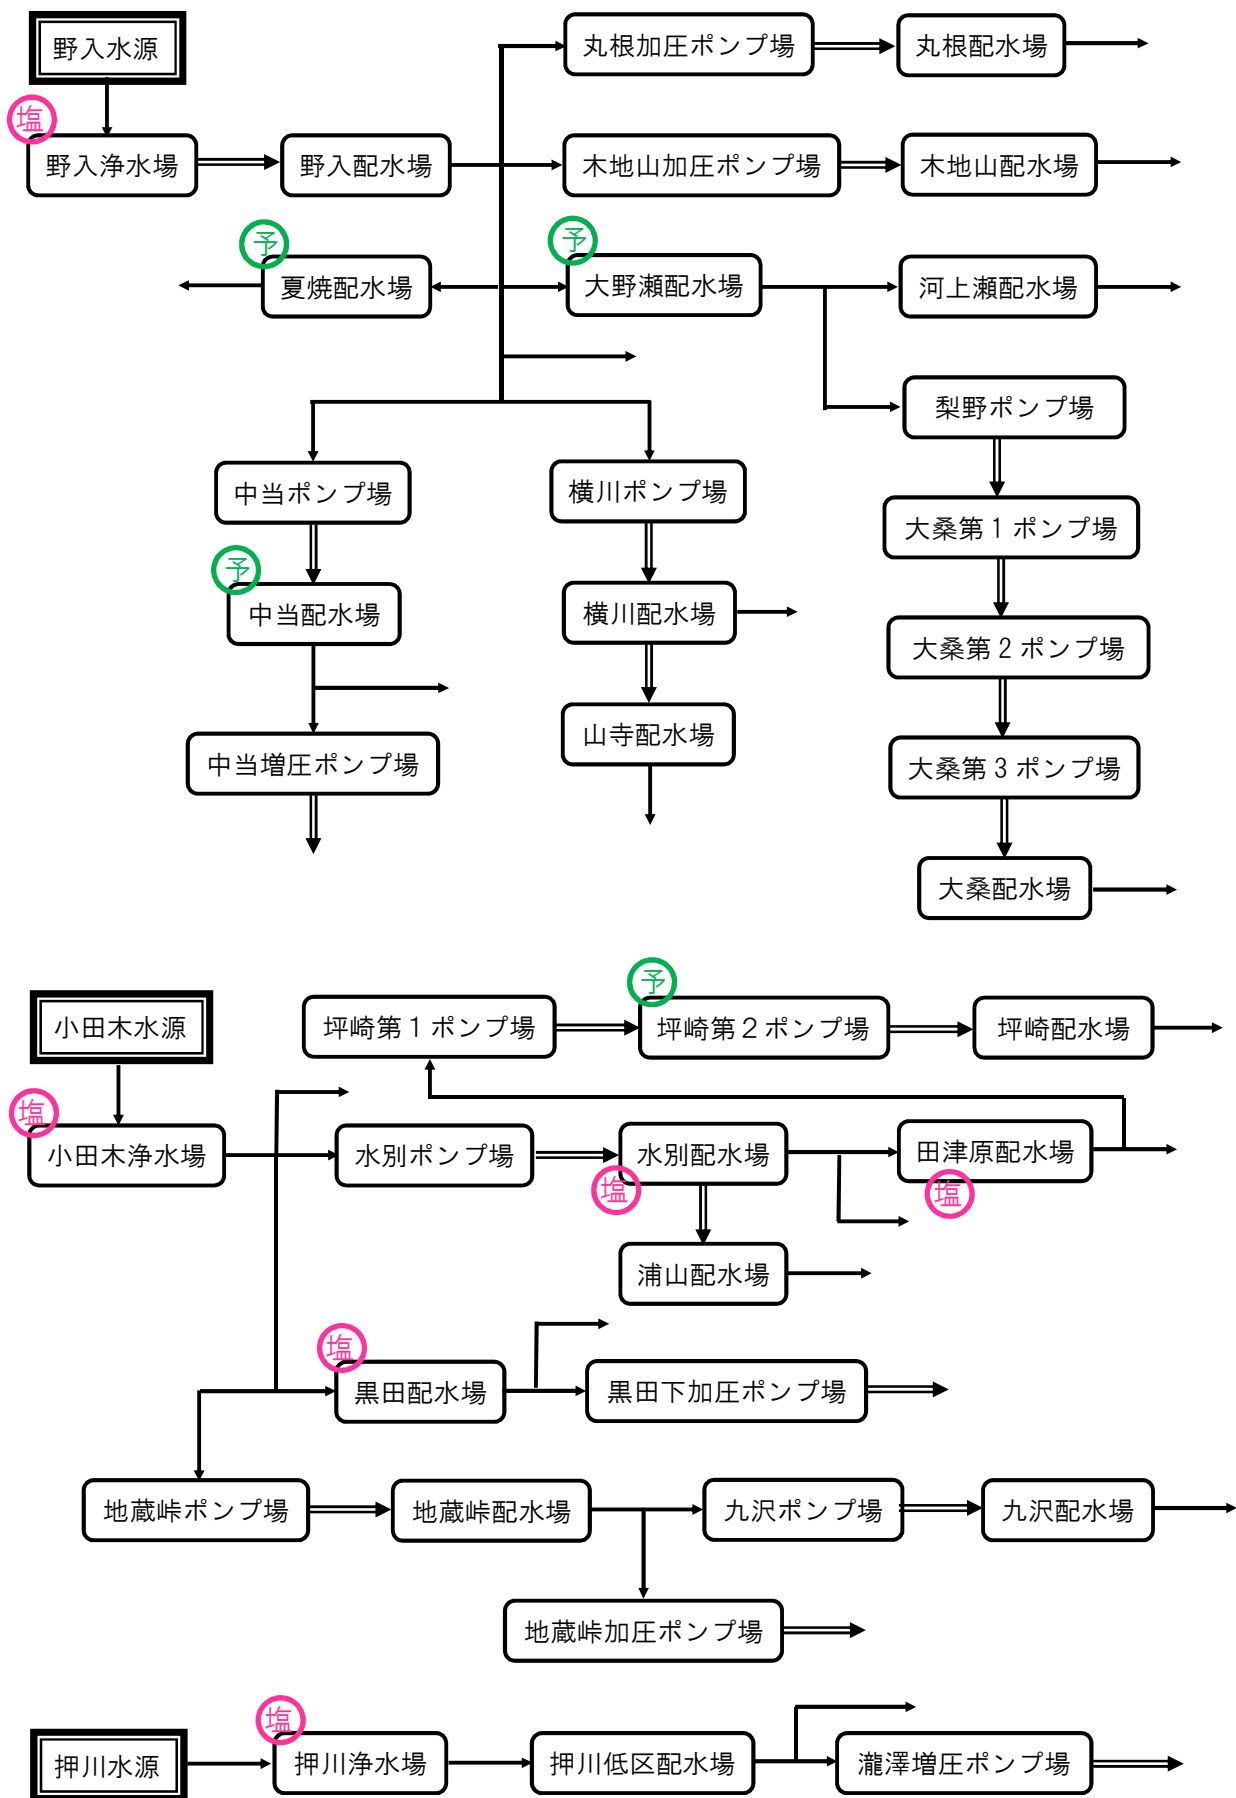 野入水源
丸根加圧ポンプ場
丸根配水場
塩
野入浄水場
野入配水場
木地山加圧ポンプ場
木地山配水場
予
予
夏焼配水場
大野瀬配水場
河上瀬配水場
梨野ポンプ場
中当ポンプ場
横川ポンプ場
大桑第1ポンプ場
予
中当配水場
横川配水場
大桑第2ポンプ場
山寺配水場
中当増圧ポンプ場
大桑第3ポンプ場
大桑配水場
予
小田木水源
坪崎第1ポンプ場
坪崎第2ポンプ場
坪崎配水場
塩
小田木浄水場
水別ポンプ場
水別配水場
田津原配水場
塩
塩
浦山配水場
塩
黒田配水場
黒田下加圧ポンプ場
地蔵峠ポンプ場
地蔵峠配水場
九沢ポンプ場
九沢配水場
地蔵峠加圧ポンプ場
塩
押川水源
押川浄水場
押川低区配水場
瀧澤増圧ポンプ場